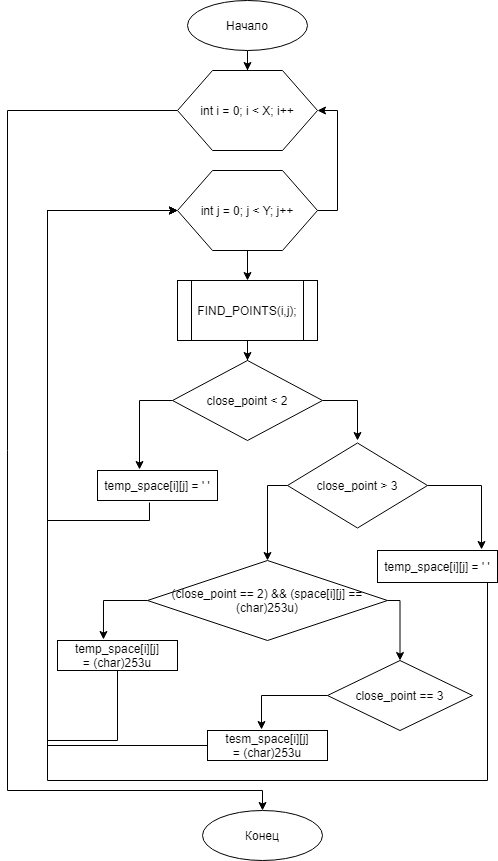 Начало
int i = 0; i < X; i++
int j = 0; j < Y; j++
FIND_POINTS(i,j);
close_point < 2
temp_space[i][j] = ' '
close_point > 3
temp_space[i][j] = ' '
(close_point == 2) && (space[i][j] ==
(char)253u)
temp_space[i][j]
= (char)253u
close_point == 3
tesm_space[i][j]
= (char)253u
Конец